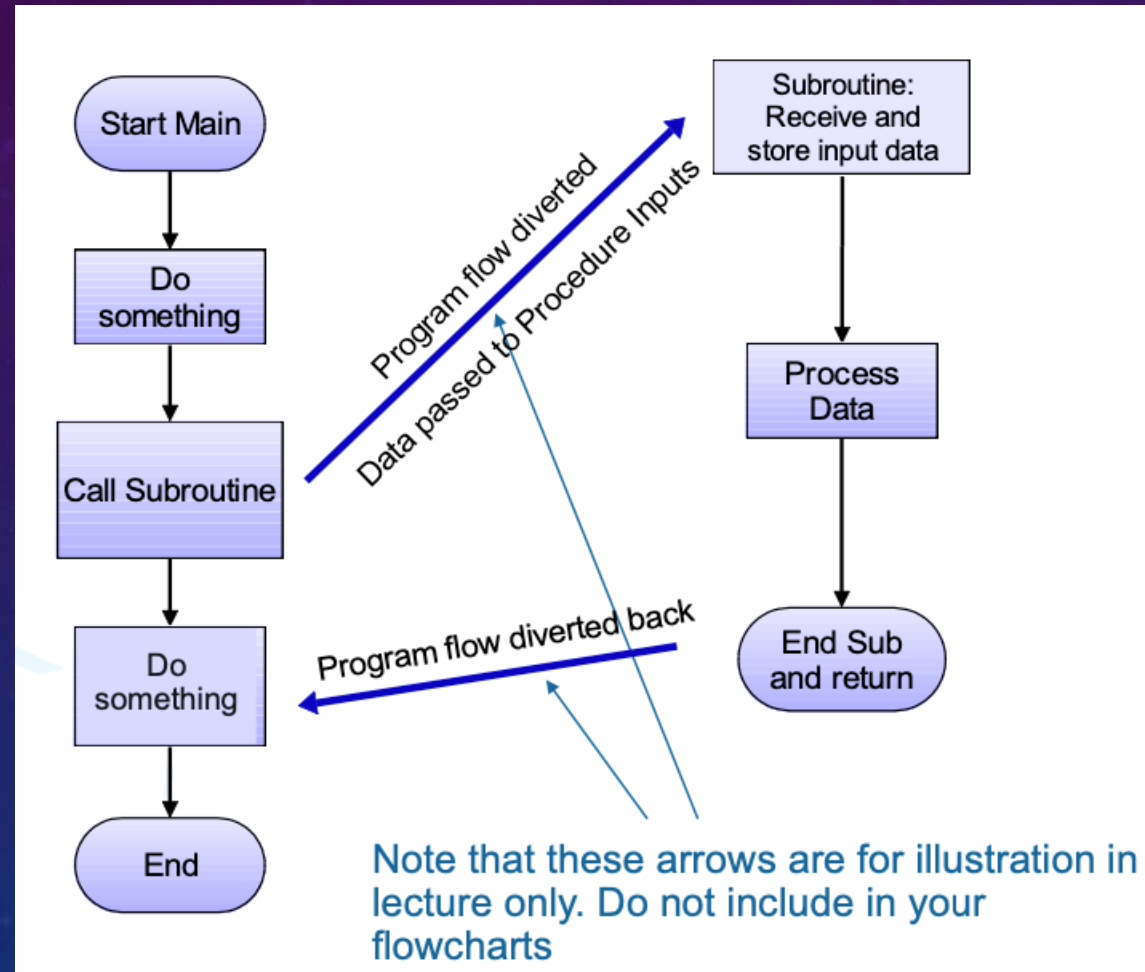 Start Main
Do
something
Call Subroutine
Do
something
End
Program flow diverted
Data passed to Procedure Inputs
Program flow diverted back
Subroutine:
Receive and
store input data
Process
Data
End Sub
and return
Note that these arrows are for illustration in
lecture only. Do not include in your
flowcharts